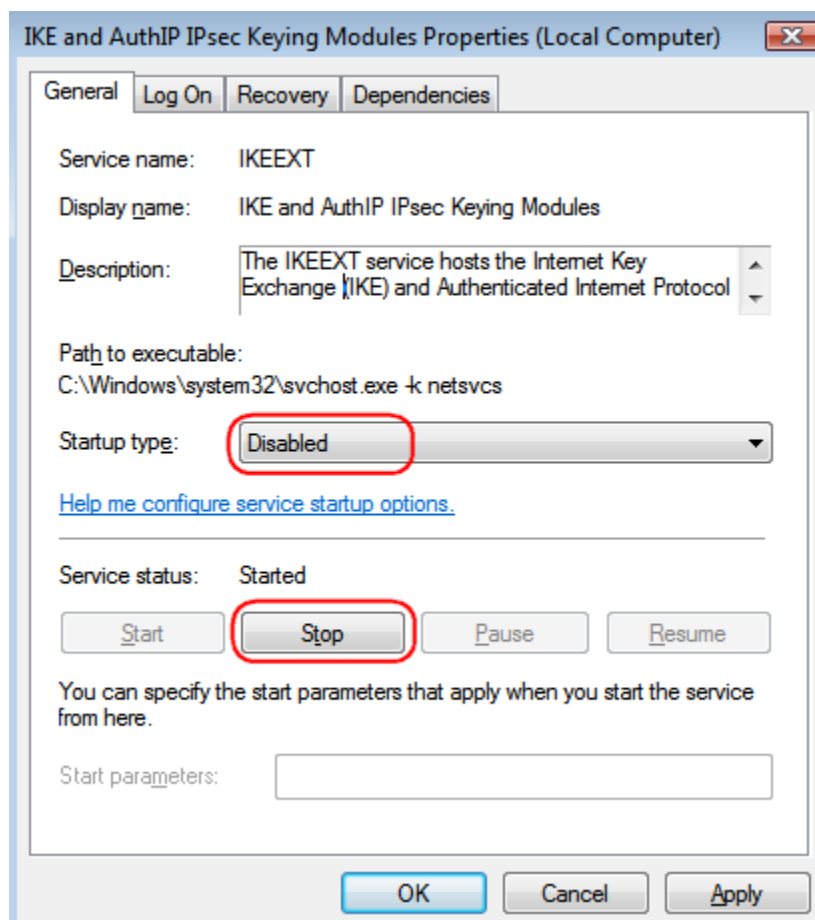 IKE and AuthIP IPsec Keying Modules Properties (Local Computer)
General Log On Recovery Dependencies
Service name: IKEEXT
Display name: IKE and AuthIP IPsec Keying Modules
Description: The IKEEXT service hosts the Internet Key
Exchange (IKE) and Authenticated Internet Protocol
Path to executable:
C:\Windows\system32\svchost.exe -k netsvcs
Startup type: Disabled
Help me configure service startup options.
Service status: Started
Start Stop Pause Resume
You can specify the start parameters that apply when you start the service
from here.
Start parameters:
OK Cancel Apply